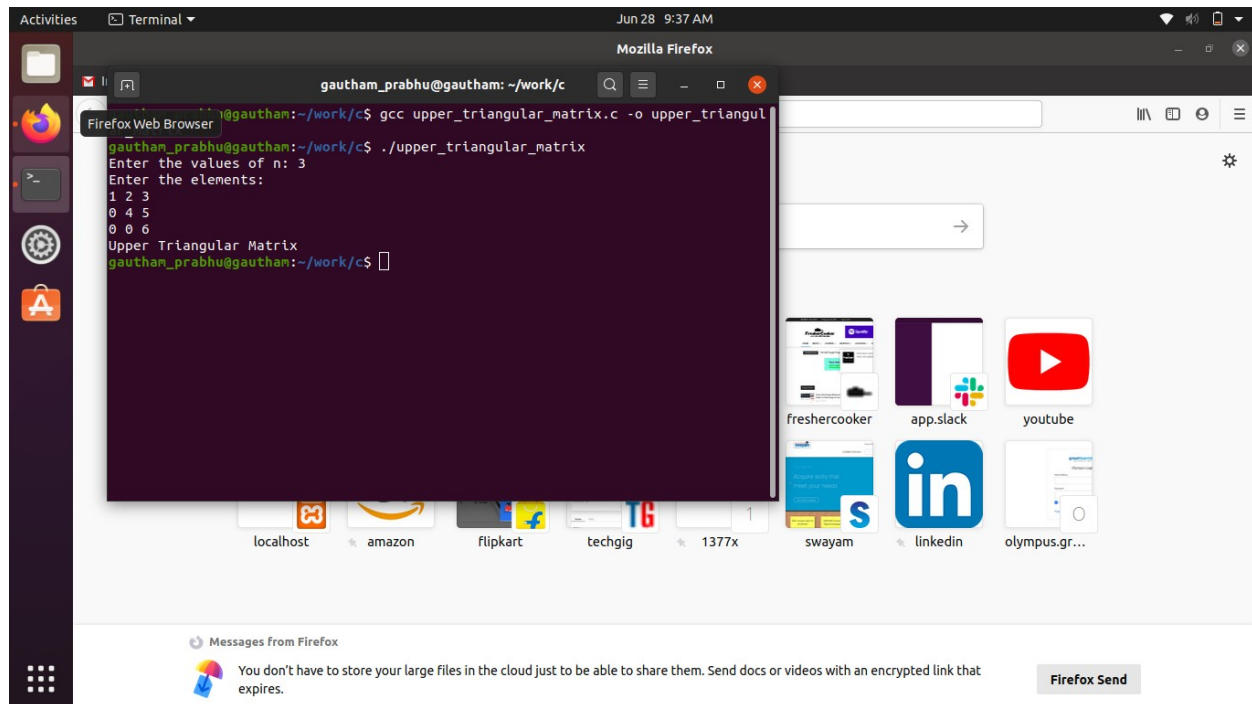 Activities
Terminal
Jun 28 9:37 AM
Mozilla Firefox
gautham_prabhu@gautham: ~/work/c
Firefox Web Browser
@gautham:~/work/c$ gcc upper_triangular_matrix.c -o upper_triangul
gautham_prabhu@gautham:~/work/c$ ./upper_triangular_matrix
Enter the values of n: 3
Enter the elements:
1 2 3
0 4 5
0 0 6
Upper Triangular Matrix
gautham_prabhu@gautham:~/work/c$
freshercooker
app.slack
youtube
localhost
amazon
flipkart
techgig
1377x
swayam
linkedin
olympus.gr...
TG
1
S
in
O
Messages from Firefox
You don't have to store your large files in the cloud just to be able to share them. Send docs or videos with an encrypted link that
expires.
Firefox Send